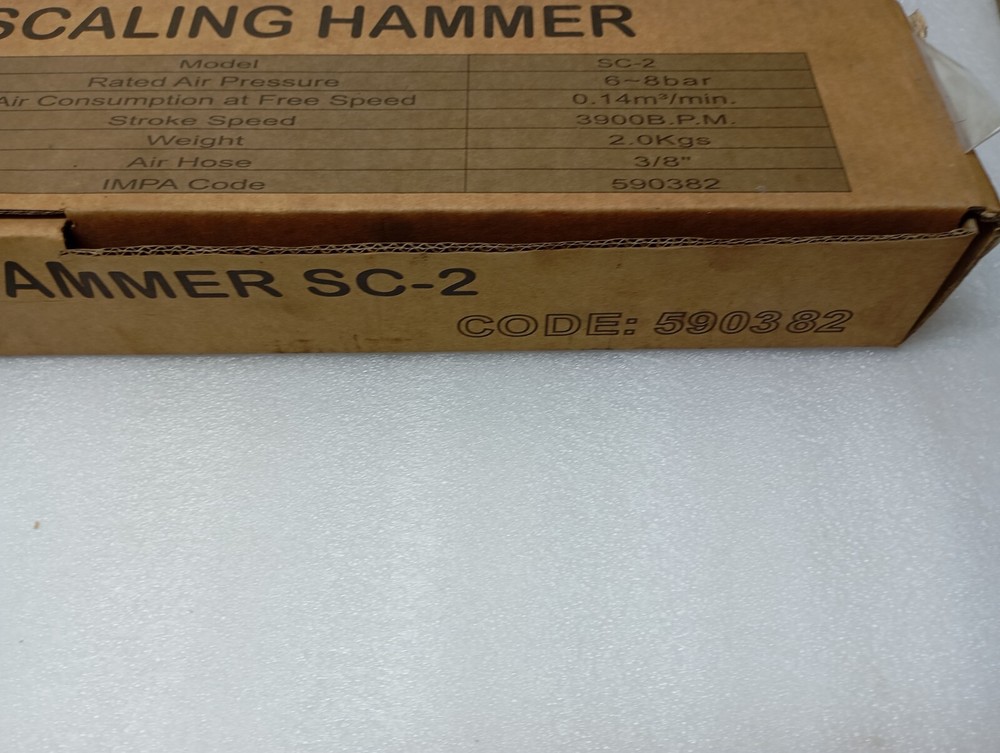 SCALING HAMMER
Model SC-2
Rated Air Pressure 6~8bar
Air Consumption at Free Speed 0.14m³/min.
Stroke Speed 3900B.P.M.
Weight 2.0Kgs
Air Hose 3/8"
IMPA Code 590382
AMMER SC-2
CODE: 590382